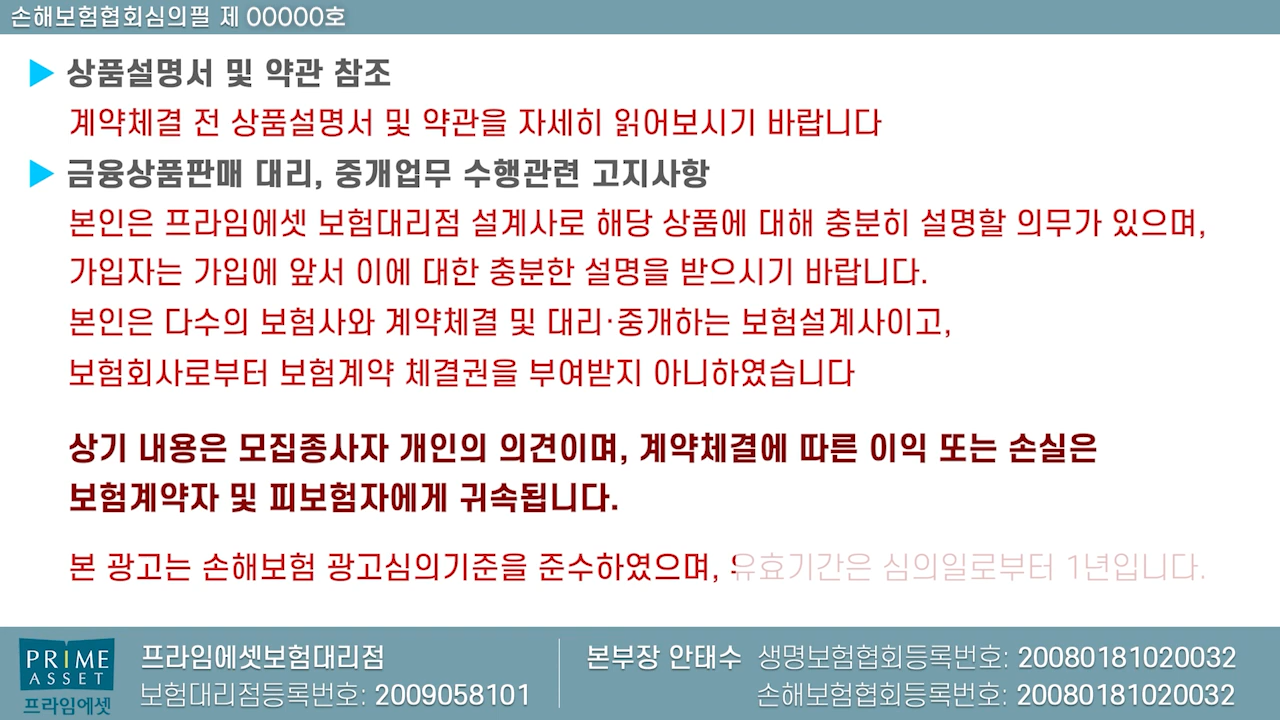 손해보험협회심의필 제 00000호
▶ 상품설명서 및 약관 참조
계약체결 전 상품설명서 및 약관을 자세히 읽어보시기 바랍니다
▶ 금융상품판매 대리, 중개업무 수행관련 고지사항
본인은 프라임에셋 보험대리점 설계사로 해당 상품에 대해 충분히 설명할 의무가 있으며,
가입자는 가입에 앞서 이에 대한 충분한 설명을 받으시기 바랍니다.
본인은 다수의 보험사와 계약체결 및 대리·중개하는 보험설계사이고,
보험회사로부터 보험계약 체결권을 부여받지 아니하였습니다
상기 내용은 모집종사자 개인의 의견이며, 계약체결에 따른 이익 또는 손실은
보험계약자 및 피보험자에게 귀속됩니다.
본 광고는 손해보험 광고심의기준을 준수하였으며, 유효기간은 심의일로부터 1년입니다.
PRIME
ASSET
프라임에셋
프라임에셋보험대리점
보험대리점등록번호: 2009058101
본부장 안태수 생명보험협회등록번호: 20080181020032
손해보험협회등록번호: 20080181020032